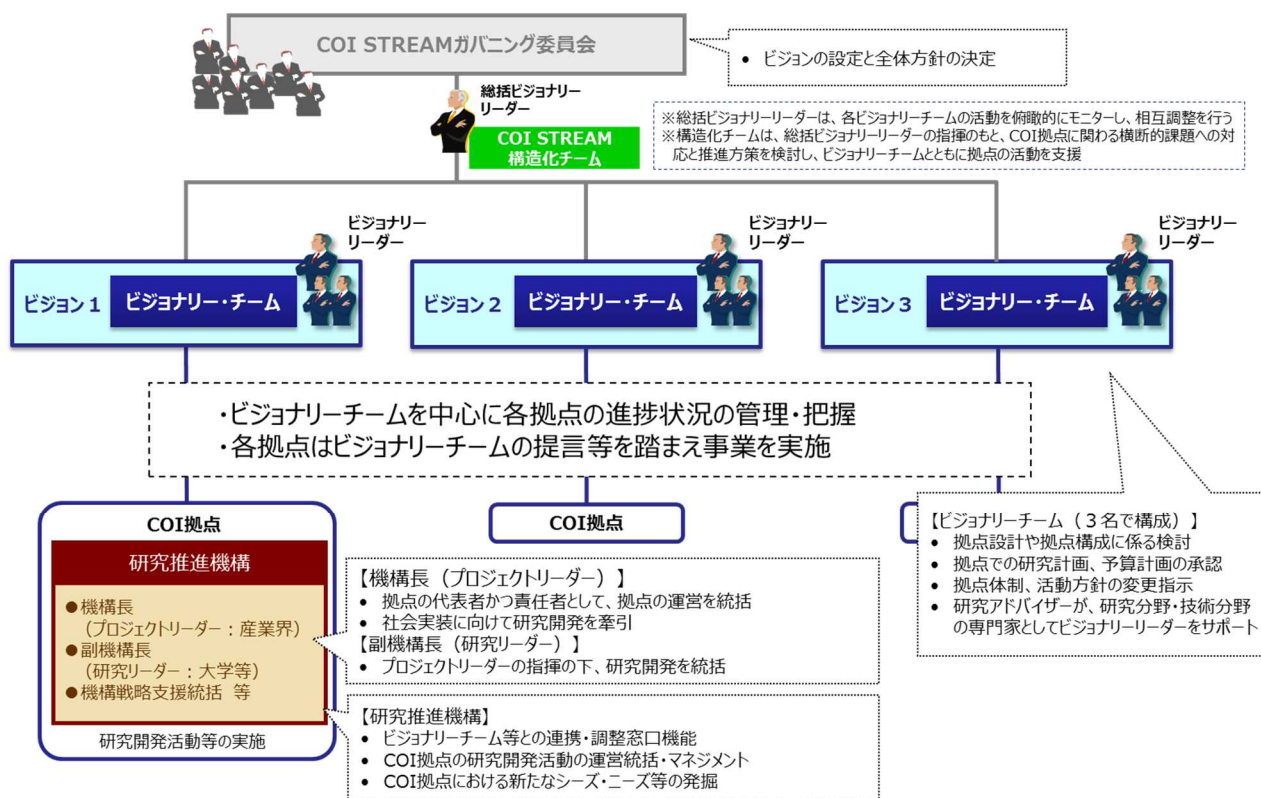 COI STREAMガバニング委員会
• ビジョンの設定と全体方針の決定
総括ビジョナリー
リーダー
COI STREAM
構造化チーム
※総括ビジョナリーリーダーは、各ビジョナリーチームの活動を俯瞰的にモニターし、相互調整を行う
※構造化チームは、総括ビジョナリーリーダーの指揮のもと、COI拠点に関わる横断的課題への対
応と推進方策を検討し、ビジョナリーチームとともに拠点の活動を支援
ビジョナリー
リーダー
ビジョナリー
リーダー
ビジョナリー
リーダー
ビジョン１
ビジョナリー・チーム
ビジョン２
ビジョナリー・チーム
ビジョン３
ビジョナリー・チーム
・ビジョナリーチームを中心に各拠点の進捗状況の管理・把握
・各拠点はビジョナリーチームの提言等を踏まえ事業を実施
COI拠点
研究推進機構
●機構長
（プロジェクトリーダー：産業界）
●副機構長
（研究リーダー：大学等）
●機構戦略支援統括 等
研究開発活動等の実施
COI拠点
【機構長（プロジェクトリーダー）】
• 拠点の代表者かつ責任者として、拠点の運営を統括
• 社会実装に向けて研究開発を牽引
【副機構長（研究リーダー）】
• プロジェクトリーダーの指揮の下、研究開発を統括
【研究推進機構】
• ビジョナリーチーム等との連携・調整窓口機能
• COI拠点の研究開発活動の運営統括・マネジメント
• COI拠点における新たなシーズ・ニーズ等の発掘
【ビジョナリーチーム（３名で構成）】
• 拠点設計や拠点構成に係る検討
• 拠点での研究計画、予算計画の承認
• 拠点体制、活動方針の変更指示
• 研究アドバイザーが、研究分野・技術分野
の専門家としてビジョナリーリーダーをサポート